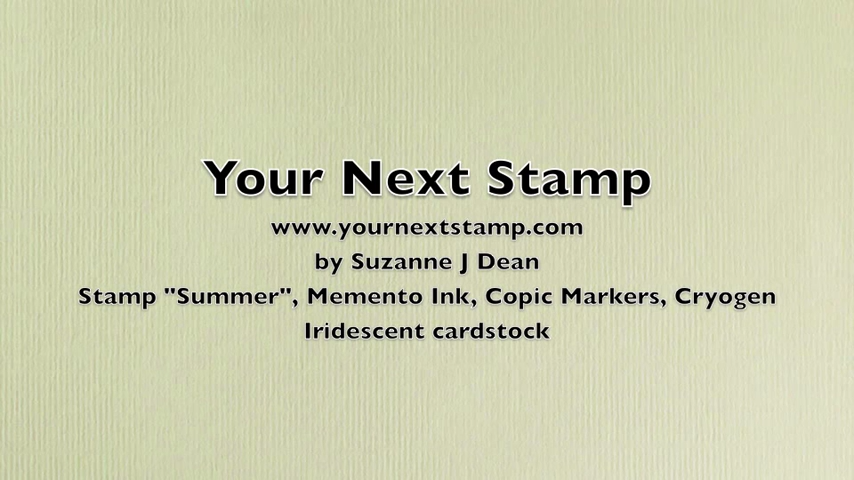 Your Next Stamp
www.yournextstamp.com
by Suzanne J Dean
Stamp "Summer", Memento Ink, Copic Markers, Cryogen
Iridescent cardstock